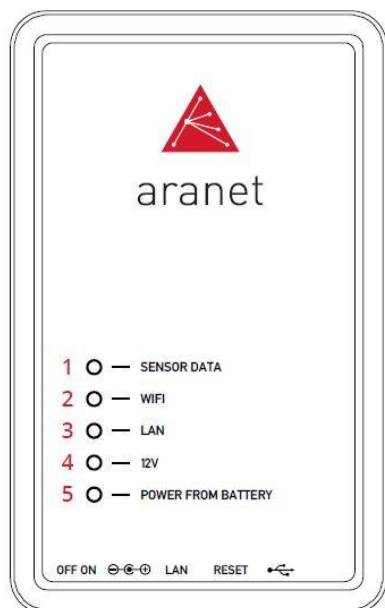 aranet
1 SENSOR DATA
2 WIFI
3 LAN
4 12V
5 POWER FROM BATTERY
OFF ON LAN RESET